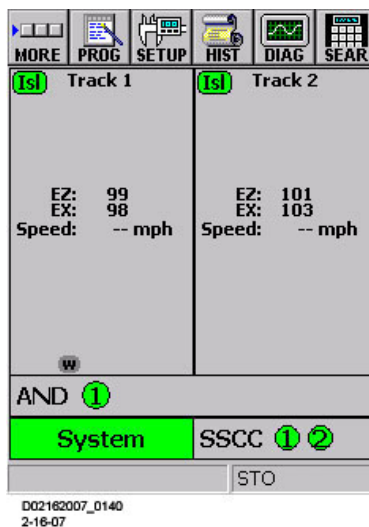 MORE PROG SETUP HIST DIAG SEAR
Isl Track 1
EZ: 99
EX: 98
Speed: -- mph
W
Isl Track 2
EZ: 101
EX: 103
Speed: -- mph
AND 1
System SSCC 1 2
STO
D02162007_0140
2-16-07